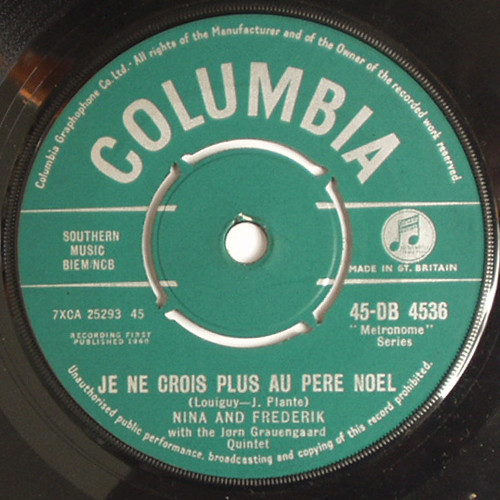 Columbia Graphophone Co. Ltd. All rights of the Manufacturer and of the Owner of the recorded work reserved.
COLUMBIA
SOUTHERN
MUSIC
BIEM/NCB
MADE IN GT. BRITAIN
7XCA 25293 45
RECORDING FIRST
PUBLISHED 1960
45-DB 4536
"Metronome"
Series
JE NE CROIS PLUS AU PERE NOEL
(Louiguy—J. Plante)
NINA AND FREDERIK
with the Jorn Grauengaard
Quintet
Unauthorised public performance, broadcasting and copying of this record prohibited.